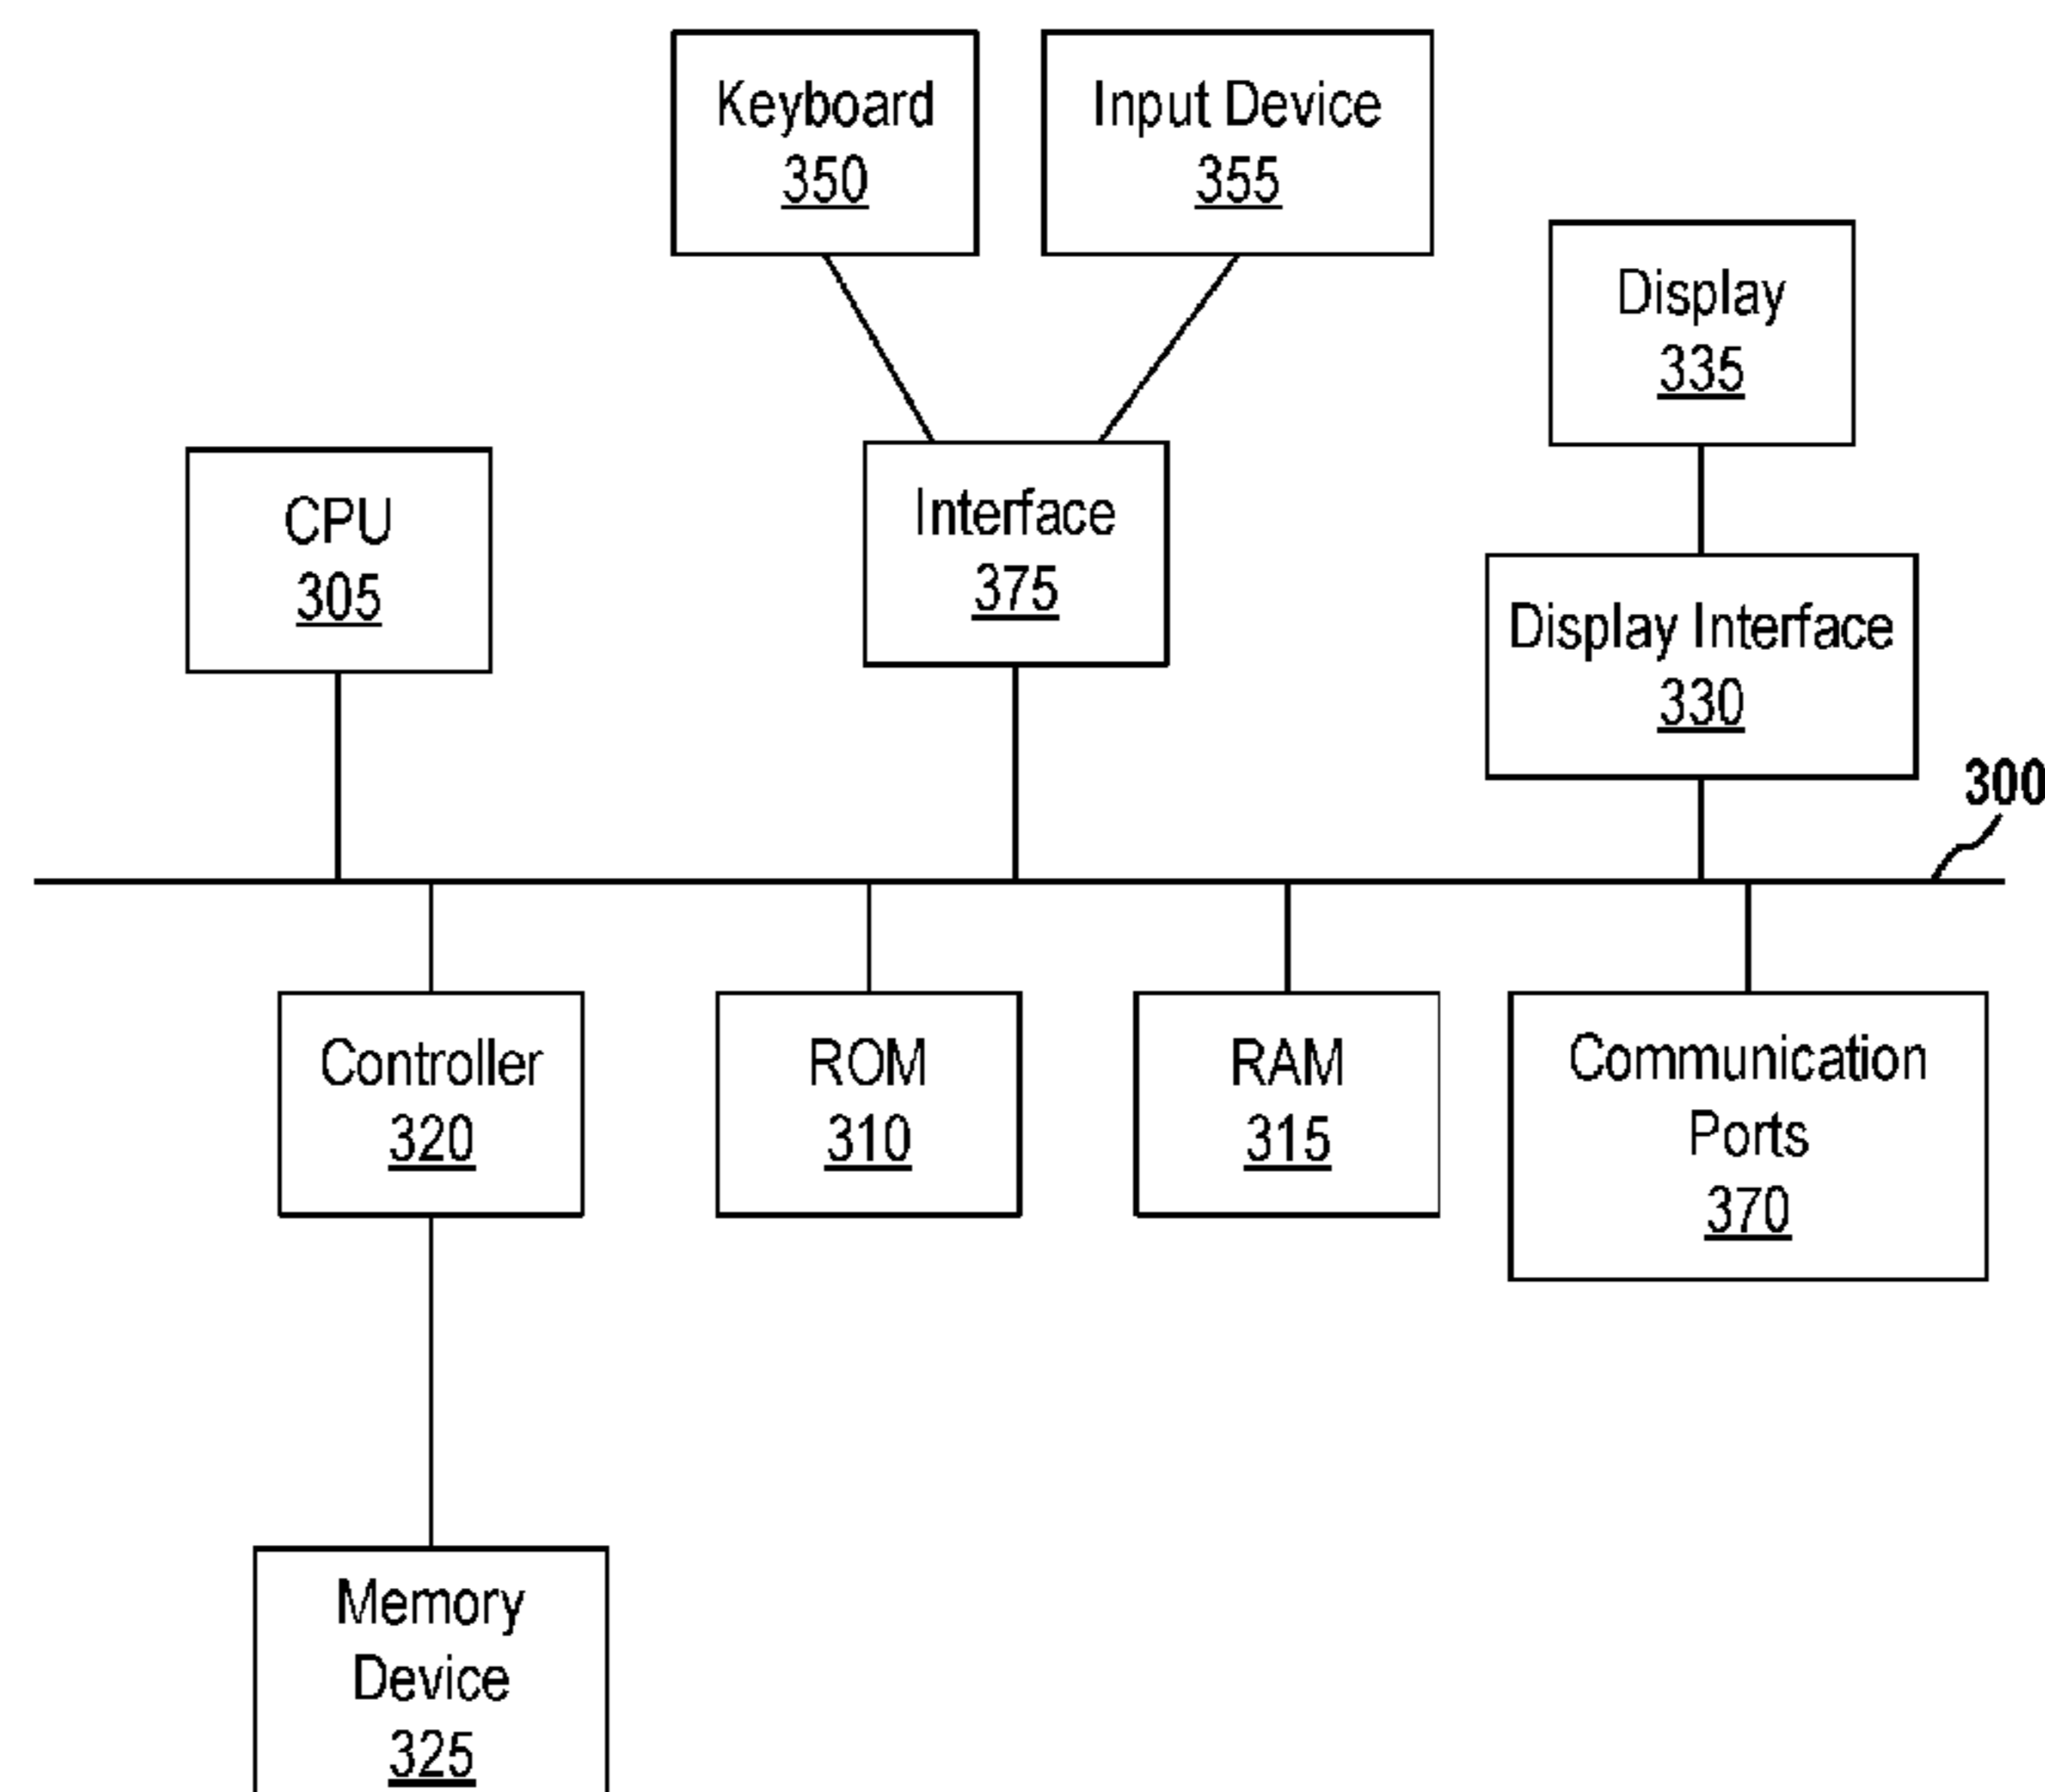 Keyboard
350
Input Device
355
Display
335
CPU
305
Interface
375
Display Interface
330
300
Controller
320
ROM
310
RAM
315
Communication
Ports
370
Memory
Device
325